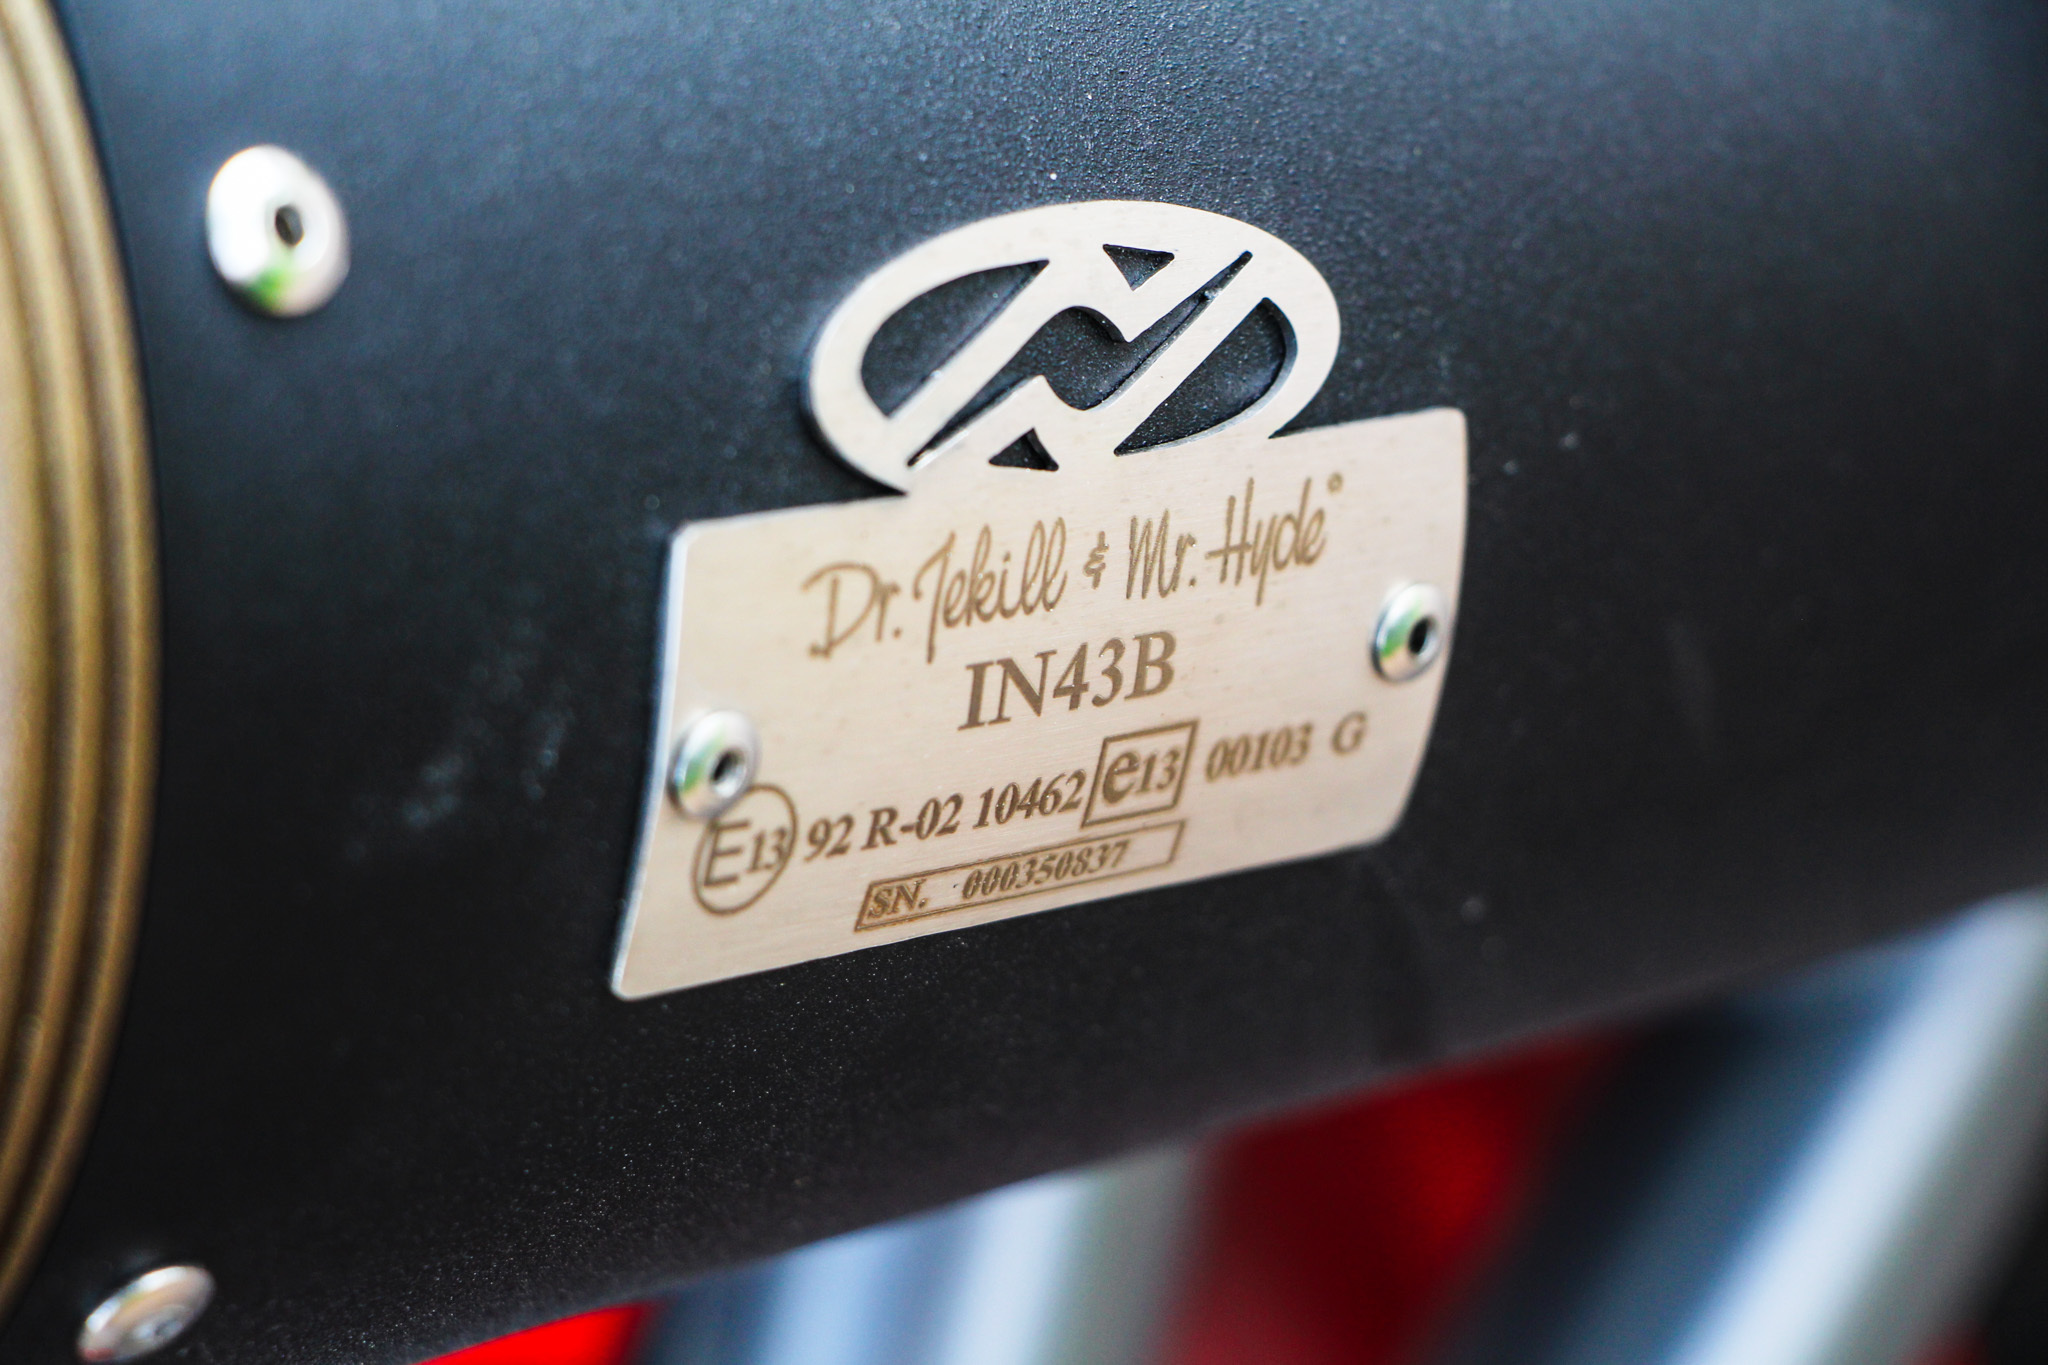 Dr. Jekill & Mr. Hyde®
IN43B
E13 92 R-02 10462 e13 00103 G
SN. 000350837